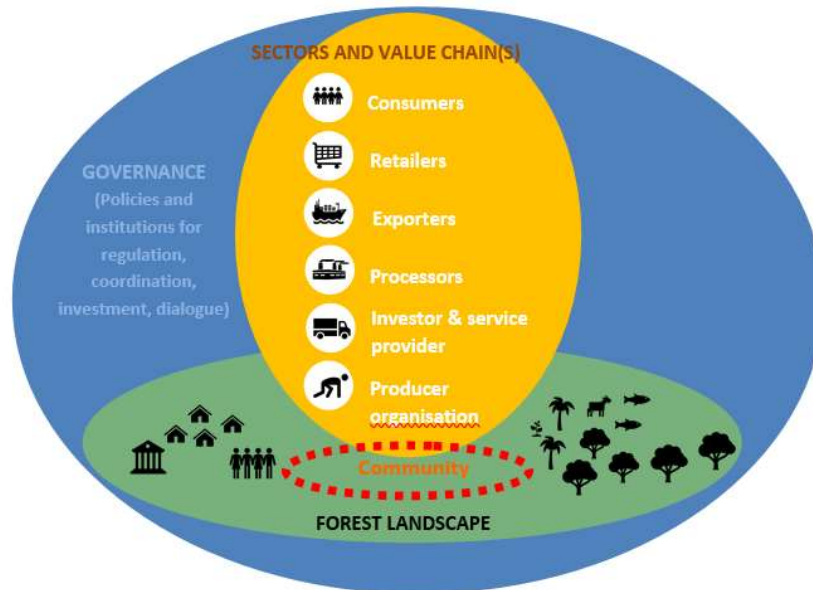 SECTORS AND VALUE CHAIN(S)
Consumers
Retailers
Exporters
Processors
Investor & service
provider
Producer
organisation
GOVERNANCE
(Policies and
institutions for
regulation,
coordination,
investment, dialogue)
Community
FOREST LANDSCAPE